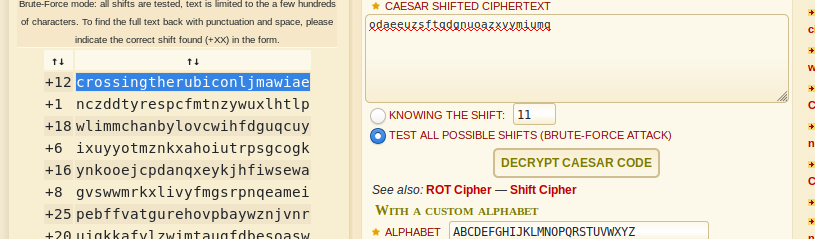 Brute-Force mode: all shifts are tested, text is limited to the a few hundreds
of characters. To find the full text back with punctuation and space, please
indicate the correct shift found (+XX) in the form.
↑↓ ↑↓
+12 crossingtherubiconljmawiae
+1 nczddtyrespcfmtnzywuxlhtlp
+18 wlimmchanbylovcwihfdguqcuy
+6 ixuyyotmznkxahoiutrpsgcogk
+16 ynkooejcpdanqxeykjhfiwsewa
+8 gvswwmrkxlivyfmgsrpnqeamei
+25 pebffvatgurehovpbaywznjvnr
CAESAR SHIFTED CIPHERTEXT
odaeeuzsftqdgnuoazxvymiumq
KNOWING THE SHIFT: 11
TEST ALL POSSIBLE SHIFTS (BRUTE-FORCE ATTACK)
DECRYPT CAESAR CODE
See also: ROT Cipher — Shift Cipher
WITH A CUSTOM ALPHABET
ALPHABET ABCDEFGHIJKLMNOPQRSTUVWXYZ